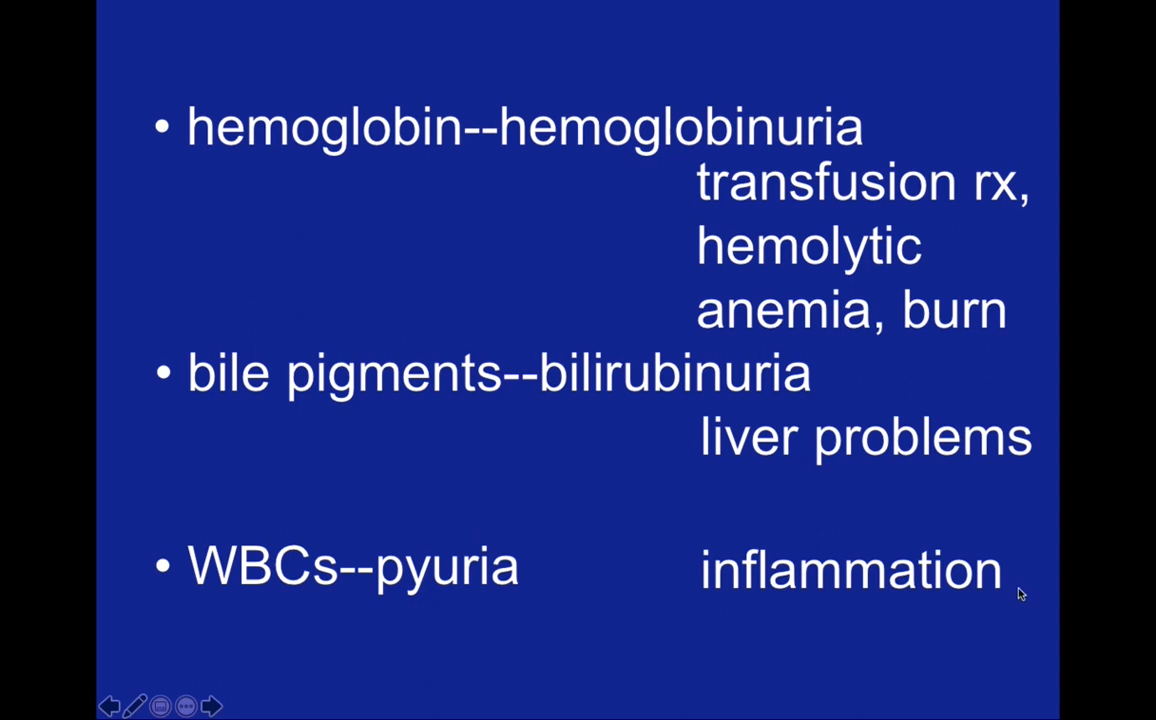 • hemoglobin--hemoglobinuria
transfusion rx,
hemolytic
anemia, burn
• bile pigments--bilirubinuria
liver problems
• WBCs--pyuria
inflammation